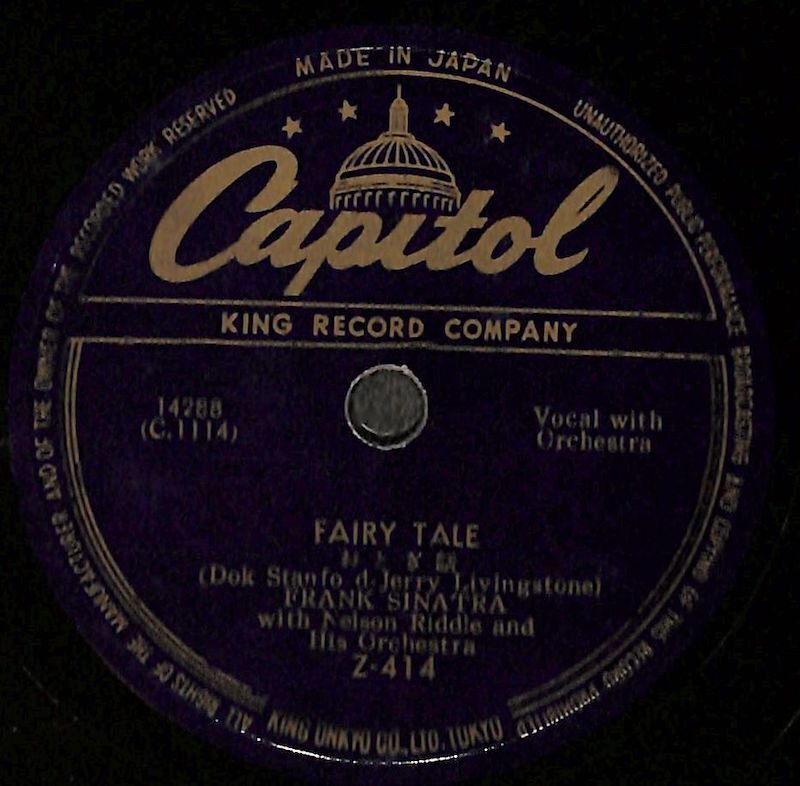 MADE IN JAPAN
Capitol
KING RECORD COMPANY
14288
(C.1114)
Vocal with
Orchestra
FAIRY TALE
(Dok Stanfo d-Jerry Livingstone)
FRANK SINATRA
with Nelson Riddle and
His Orchestra
Z-414
ALL RIGHTS OF THE MANUFACTURER AND OF THE OWNER OF THE RECORDED WORK RESERVED
UNAUTHORIZED PUBLIC PERFORMANCE BROADCASTING AND COPYING OF THIS RECORD PROHIBITED
KING ONKYO CO., LTD. TOKYO